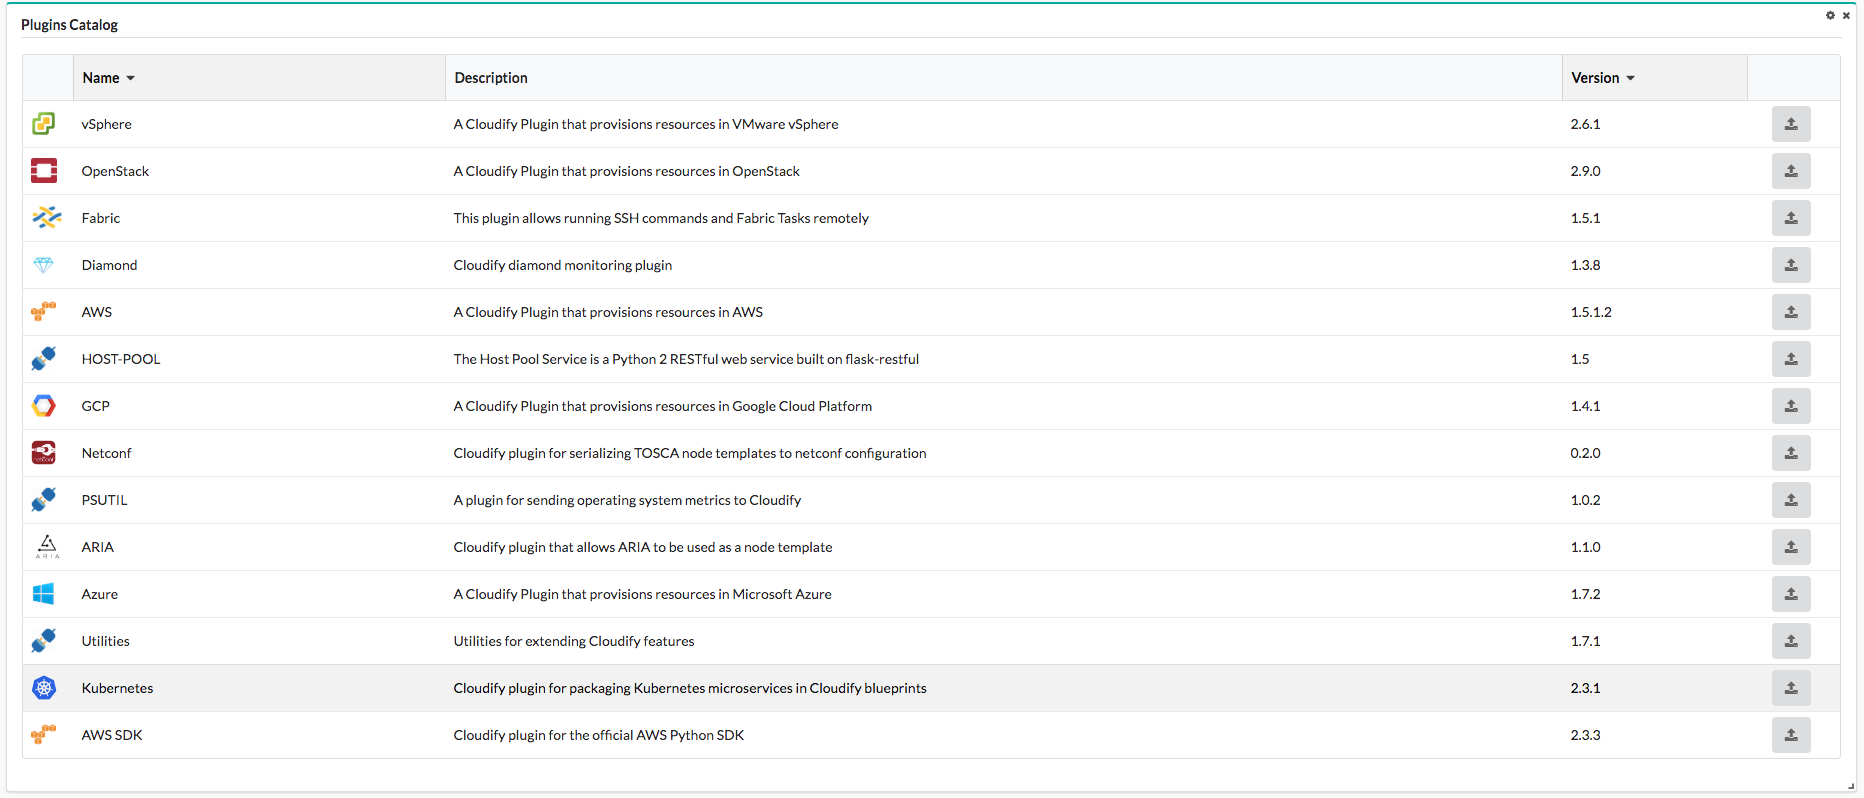 Plugins Catalog
Name Description Version
vSphere A Cloudify Plugin that provisions resources in VMware vSphere 2.6.1
OpenStack A Cloudify Plugin that provisions resources in OpenStack 2.9.0
Fabric This plugin allows running SSH commands and Fabric Tasks remotely 1.5.1
Diamond Cloudify diamond monitoring plugin 1.3.8
AWS A Cloudify Plugin that provisions resources in AWS 1.5.1.2
HOST-POOL The Host Pool Service is a Python 2 RESTful web service built on flask-restful 1.5
GCP A Cloudify Plugin that provisions resources in Google Cloud Platform 1.4.1
Netconf Cloudify plugin for serializing TOSCA node templates to netconf configuration 0.2.0
PSUTIL A plugin for sending operating system metrics to Cloudify 1.0.2
ARIA ARIA Cloudify plugin that allows ARIA to be used as a node template 1.1.0
Azure A Cloudify Plugin that provisions resources in Microsoft Azure 1.7.2
Utilities Utilities for extending Cloudify features 1.7.1
Kubernetes Cloudify plugin for packaging Kubernetes microservices in Cloudify blueprints 2.3.1
AWS SDK Cloudify plugin for the official AWS Python SDK 2.3.3